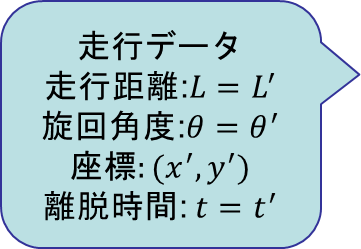 走行データ
走行距離:L = L′
旋回角度:θ = θ′
座標: (x′, y′)
離脱時間: t = t′